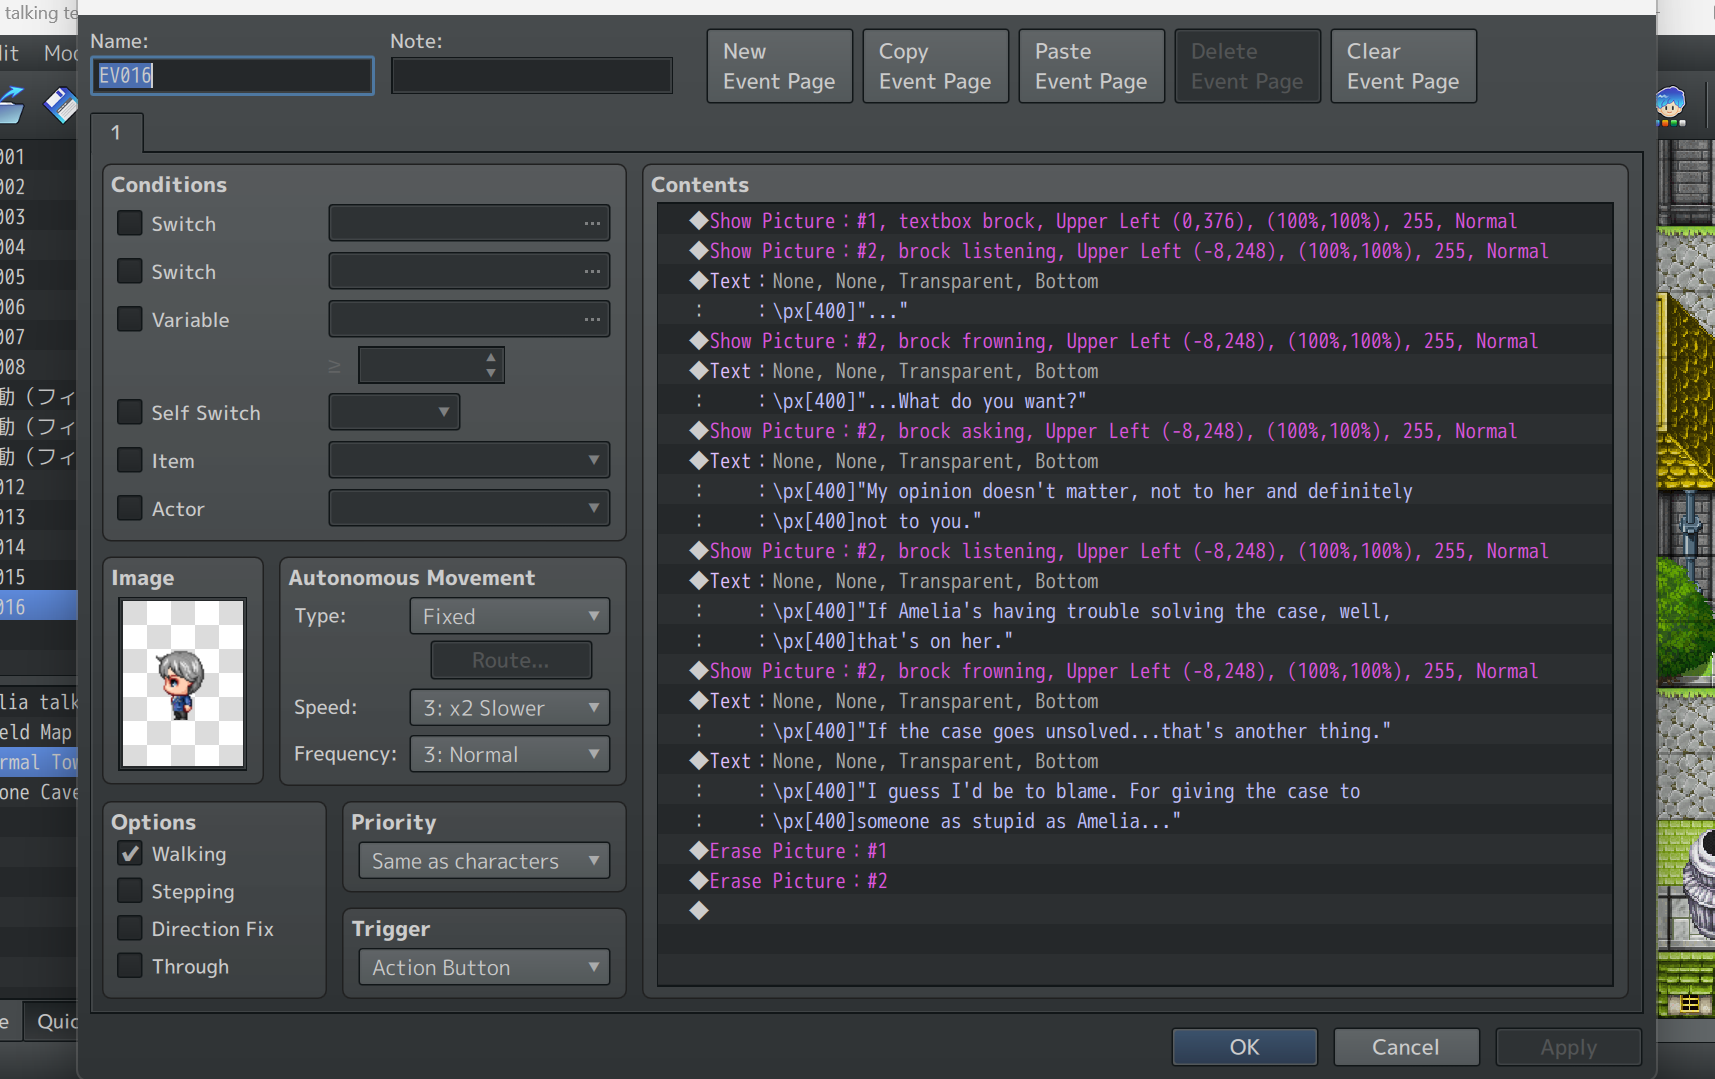 talking te
Name:
Note:
EV016
New
Event Page
Copy
Event Page
Paste
Event Page
Delete
Event Page
Clear
Event Page
1
Conditions
Switch
...
Switch
...
Variable
...
≥
Self Switch
Item
Actor
Image
Autonomous Movement
Type:
Fixed
Route...
Speed:
3: x2 Slower
Frequency:
3: Normal
Options
Walking
Stepping
Direction Fix
Through
Priority
Same as characters
Trigger
Action Button
Contents
◆Show Picture：#1, textbox brock, Upper Left (0,376), (100%,100%), 255, Normal
◆Show Picture：#2, brock listening, Upper Left (-8,248), (100%,100%), 255, Normal
◆Text：None, None, Transparent, Bottom
：　　：\px[400]"..."
◆Show Picture：#2, brock frowning, Upper Left (-8,248), (100%,100%), 255, Normal
◆Text：None, None, Transparent, Bottom
：　　：\px[400]"...What do you want?"
◆Show Picture：#2, brock asking, Upper Left (-8,248), (100%,100%), 255, Normal
◆Text：None, None, Transparent, Bottom
：　　：\px[400]"My opinion doesn't matter, not to her and definitely
：　　：\px[400]not to you."
◆Show Picture：#2, brock listening, Upper Left (-8,248), (100%,100%), 255, Normal
◆Text：None, None, Transparent, Bottom
：　　：\px[400]"If Amelia's having trouble solving the case, well,
：　　：\px[400]that's on her."
◆Show Picture：#2, brock frowning, Upper Left (-8,248), (100%,100%), 255, Normal
◆Text：None, None, Transparent, Bottom
：　　：\px[400]"If the case goes unsolved...that's another thing."
◆Text：None, None, Transparent, Bottom
：　　：\px[400]"I guess I'd be to blame. For giving the case to
：　　：\px[400]someone as stupid as Amelia..."
◆Erase Picture：#1
◆Erase Picture：#2
◆
OK
Cancel
Apply
dit
Mod
001
002
003
004
005
006
007
008
動（フィ
動（フィ
動（フィ
012
013
014
015
016
lia talk
eld Map
rmal Tow
one Cave
e
Quic